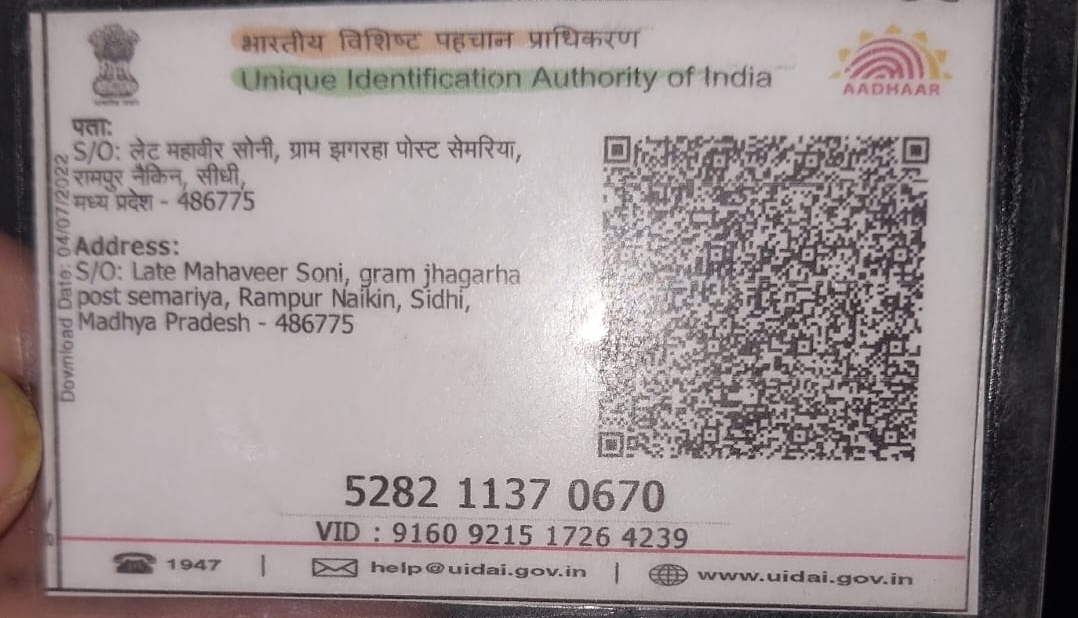 भारतीय विशिष्ट पहचान प्राधिकरण
Unique Identification Authority of India
AADHAAR
पता:
S/O: लेट महावीर सोनी, ग्राम झगरहा पोस्ट सेमरिया,
रामपुर नैकिन, सीधी,
मध्य प्रदेश - 486775
Address:
S/O: Late Mahaveer Soni, gram jhagarha
post semariya, Rampur Naikin, Sidhi,
Madhya Pradesh - 486775
Download Date: 04/07/2022
5282 1137 0670
VID : 9160 9215 1726 4239
1947 | help@uidai.gov.in | www.uidai.gov.in